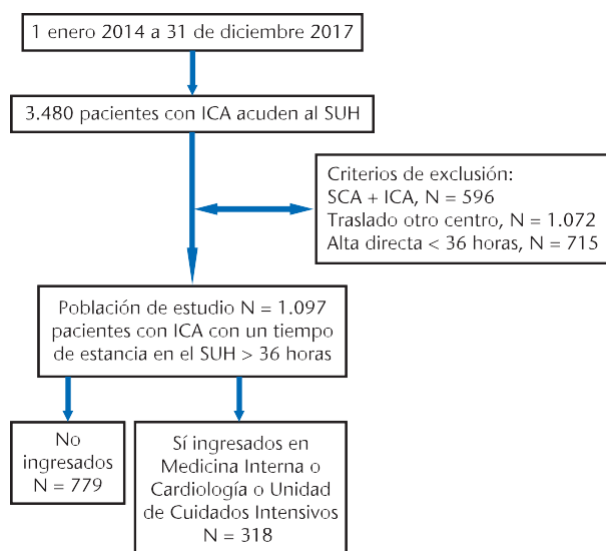 1 enero 2014 a 31 de diciembre 2017
3.480 pacientes con ICA acuden al SUH
Criterios de exclusión:
SCA + ICA, N = 596
Traslado otro centro, N = 1.072
Alta directa < 36 horas, N = 715
Población de estudio N = 1.097
pacientes con ICA con un tiempo
de estancia en el SUH > 36 horas
No
ingresados
N = 779
Sí ingresados en
Medicina Interna o
Cardiología o Unidad
de Cuidados Intensivos
N = 318